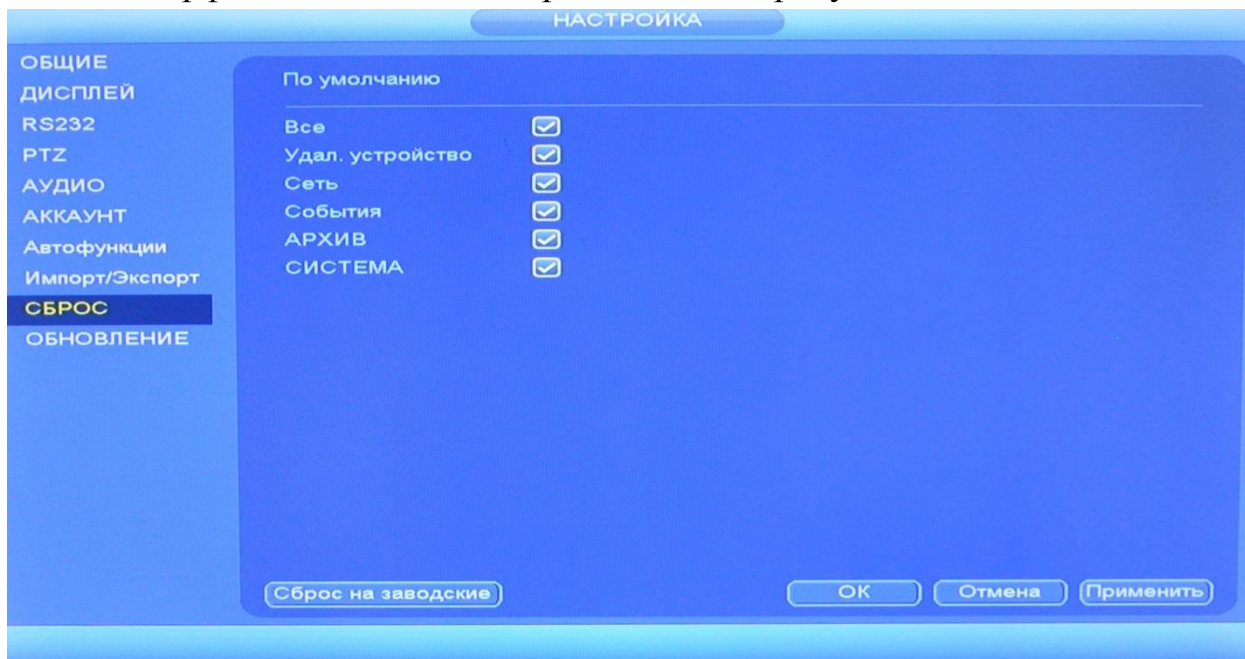 НАСТРОЙКА
ОБЩИЕ
ДИСПЛЕЙ
RS232
PTZ
АУДИО
АККАУНТ
Автофункции
Импорт/Экспорт
СБРОС
ОБНОВЛЕНИЕ
По умолчанию
Все
Удал. устройство
Сеть
События
АРХИВ
СИСТЕМА
Сброс на заводские
ОК
Отмена
Применить